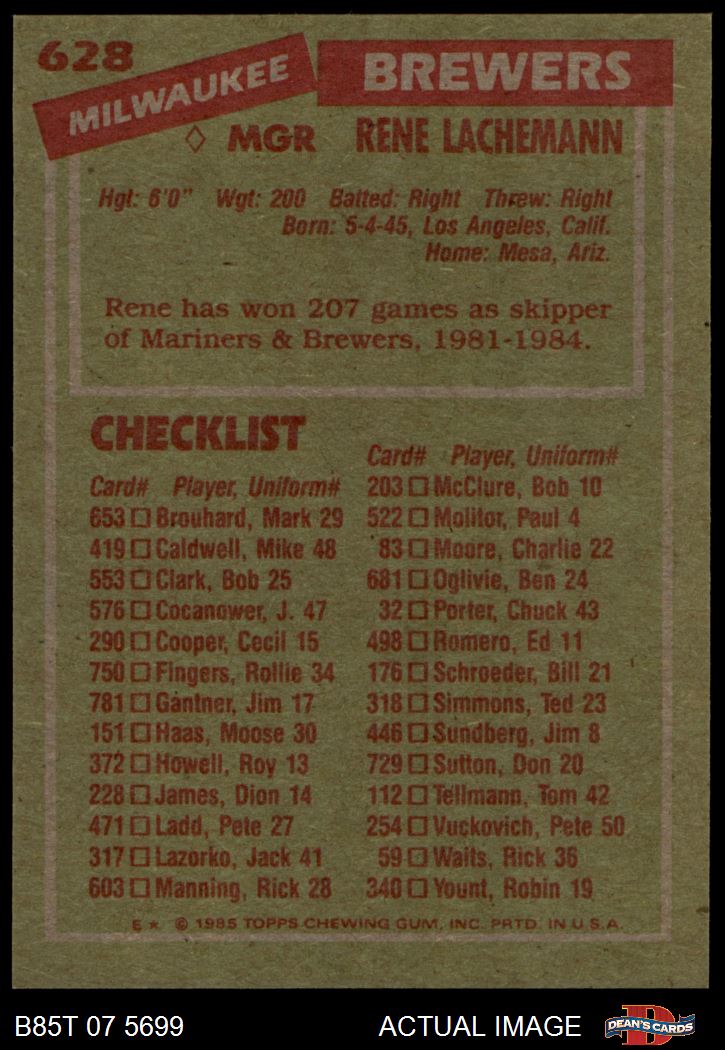 628
MILWAUKEE BREWERS
◊ MGR RENE LACHEMANN
Hgt: 6'0" Wgt: 200 Batted: Right Threw: Right
Born: 5-4-45, Los Angeles, Calif.
Home: Mesa, Ariz.
Rene has won 207 games as skipper
of Mariners & Brewers, 1981-1984.
CHECKLIST
Card# Player, Uniform#
653 □ Brouhard, Mark 29
419 □ Caldwell, Mike 48
553 □ Clark, Bob 25
576 □ Cocanower, J. 47
290 □ Cooper, Cecil 15
750 □ Fingers, Rollie 34
781 □ Gantner, Jim 17
151 □ Haas, Moose 30
372 □ Howell, Roy 13
228 □ James, Dion 14
471 □ Ladd, Pete 27
317 □ Lazorko, Jack 41
603 □ Manning, Rick 28
Card# Player, Uniform#
203 □ McClure, Bob 10
522 □ Molitor, Paul 4
83 □ Moore, Charlie 22
681 □ Oglivie, Ben 24
32 □ Porter, Chuck 43
498 □ Romero, Ed 11
176 □ Schroeder, Bill 21
318 □ Simmons, Ted 23
446 □ Sundberg, Jim 8
729 □ Sutton, Don 20
112 □ Tellmann, Tom 42
254 □ Vuckovich, Pete 50
59 □ Waits, Rick 36
340 □ Yount, Robin 19
E * © 1985 TOPPS CHEWING GUM, INC. PRTD. IN U.S.A.
B85T 07 5699 ACTUAL IMAGE
D
DEAN'S CARDS